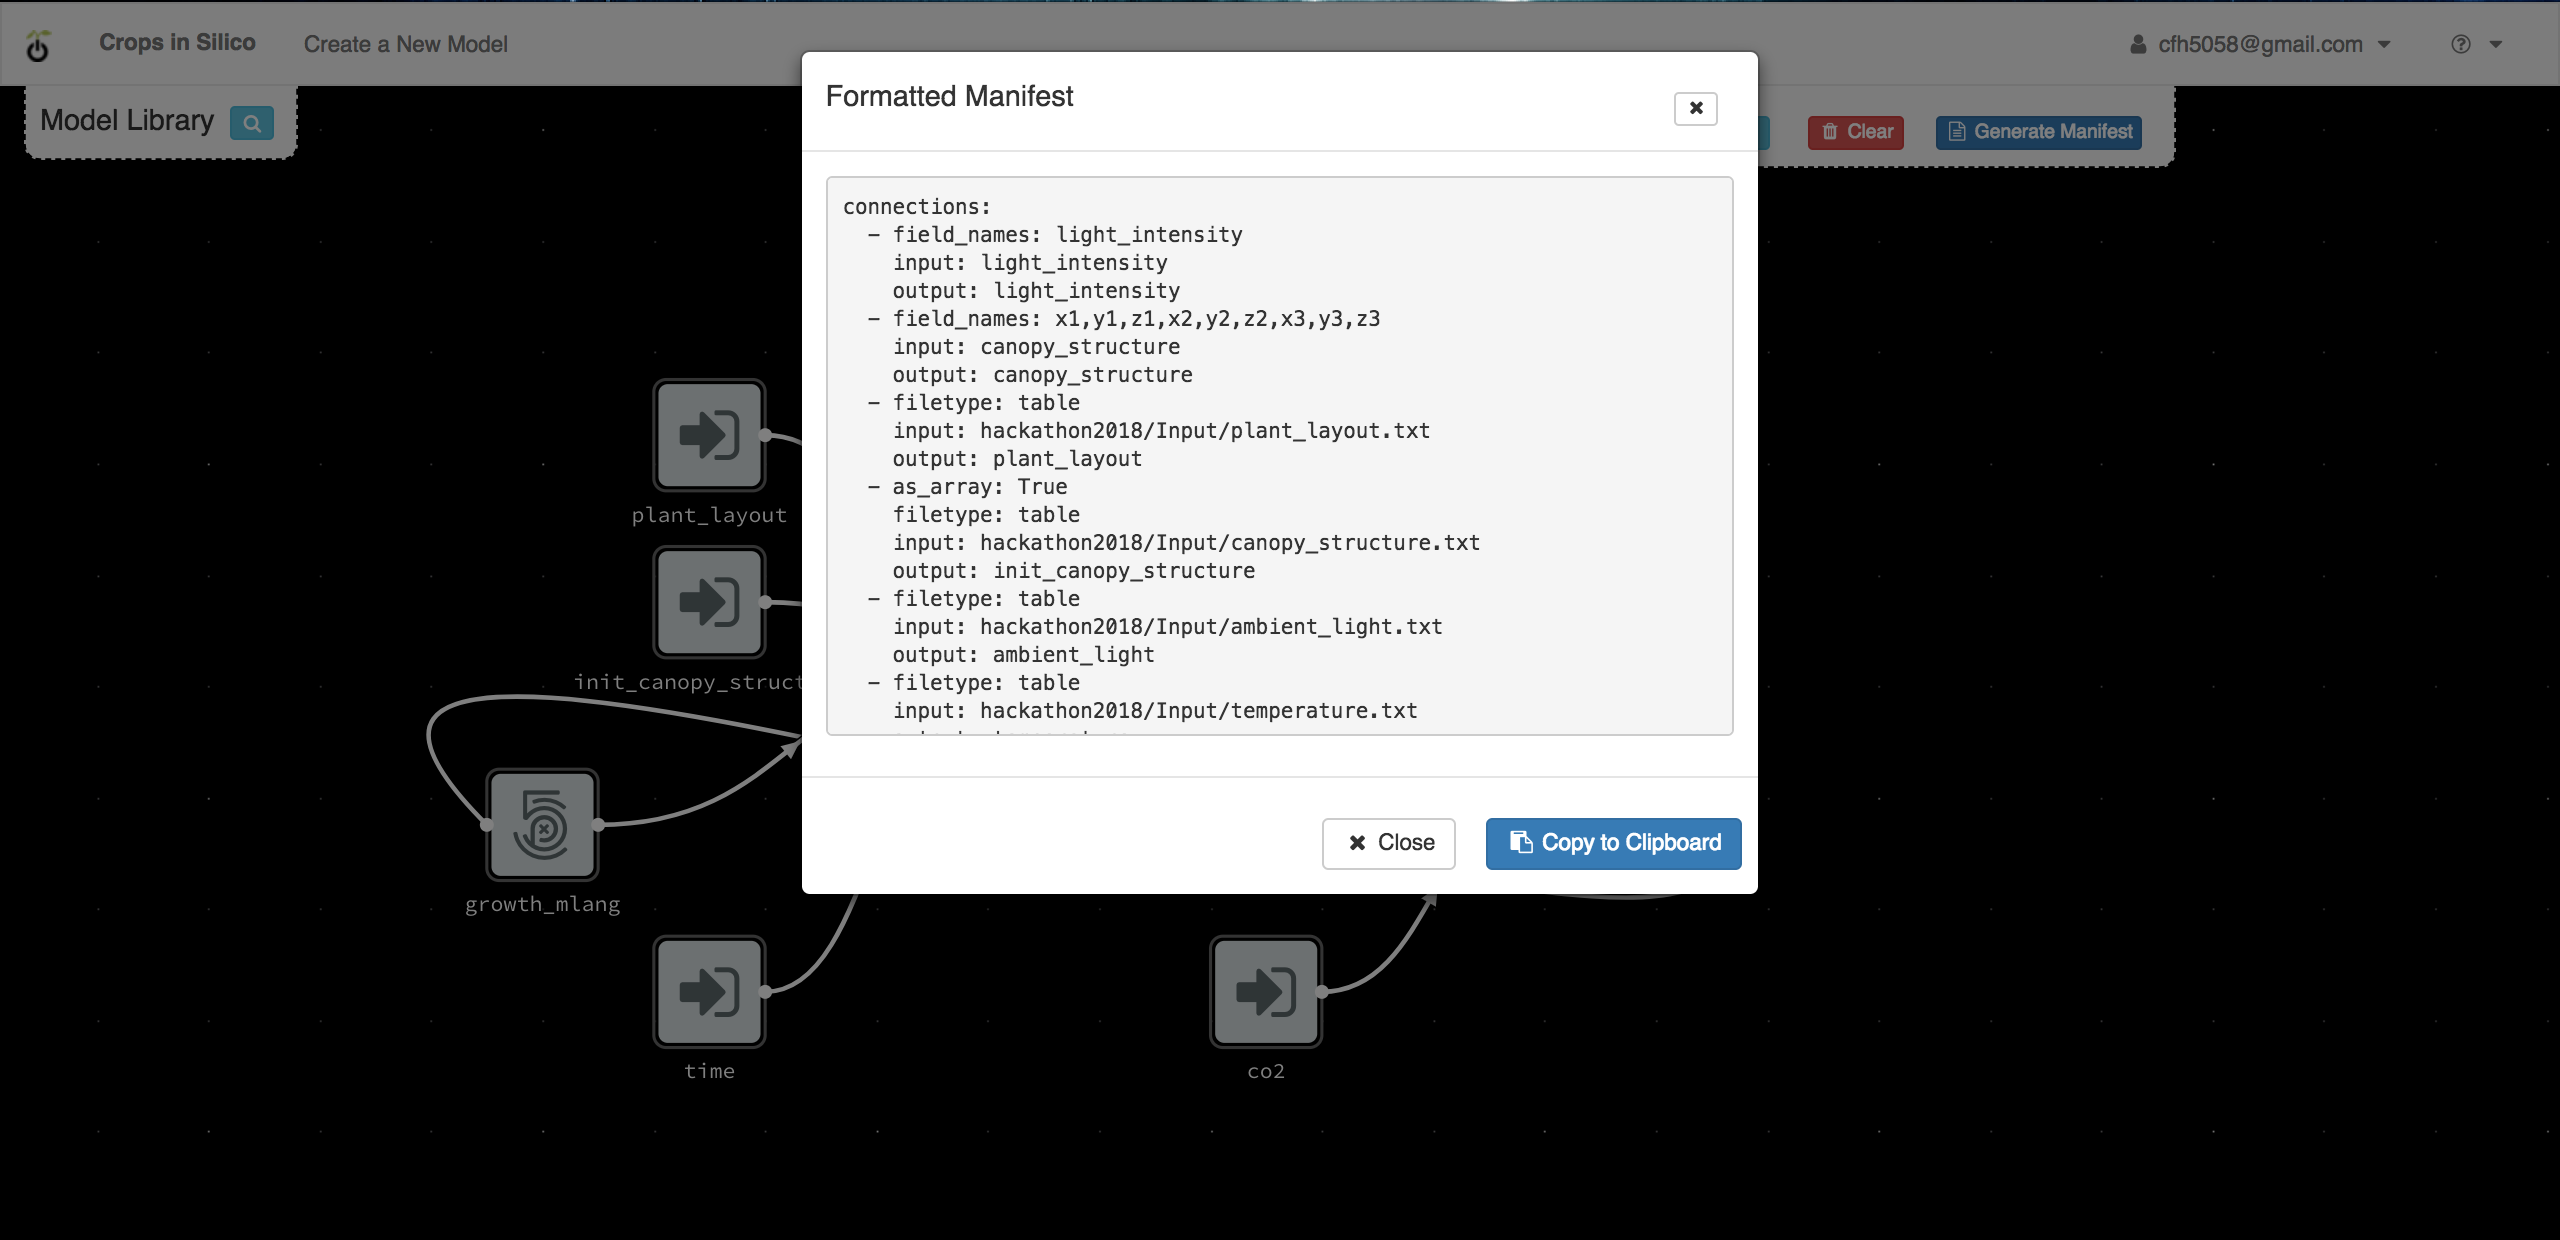 Crops in Silico
Create a New Model
cfh5058@gmail.com
Model Library
Clear
Generate Manifest
Formatted Manifest
connections:
- field_names: light_intensity
input: light_intensity
output: light_intensity
- field_names: x1,y1,z1,x2,y2,z2,x3,y3,z3
input: canopy_structure
output: canopy_structure
- filetype: table
input: hackathon2018/Input/plant_layout.txt
output: plant_layout
- as_array: True
filetype: table
input: hackathon2018/Input/canopy_structure.txt
output: init_canopy_structure
- filetype: table
input: hackathon2018/Input/ambient_light.txt
output: ambient_light
- filetype: table
input: hackathon2018/Input/temperature.txt
Close
Copy to Clipboard
plant_layout
init_canopy_struct
growth_mlang
time
co2